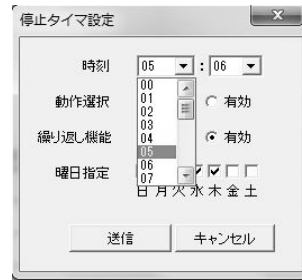 停止タイマ設定
時刻 05 : 06
00
01
02
03
04
05
06
07
動作選択 有効
繰り返し機能 有効
曜日指定
日 月 火 水 木 金 土
送信 キャンセル